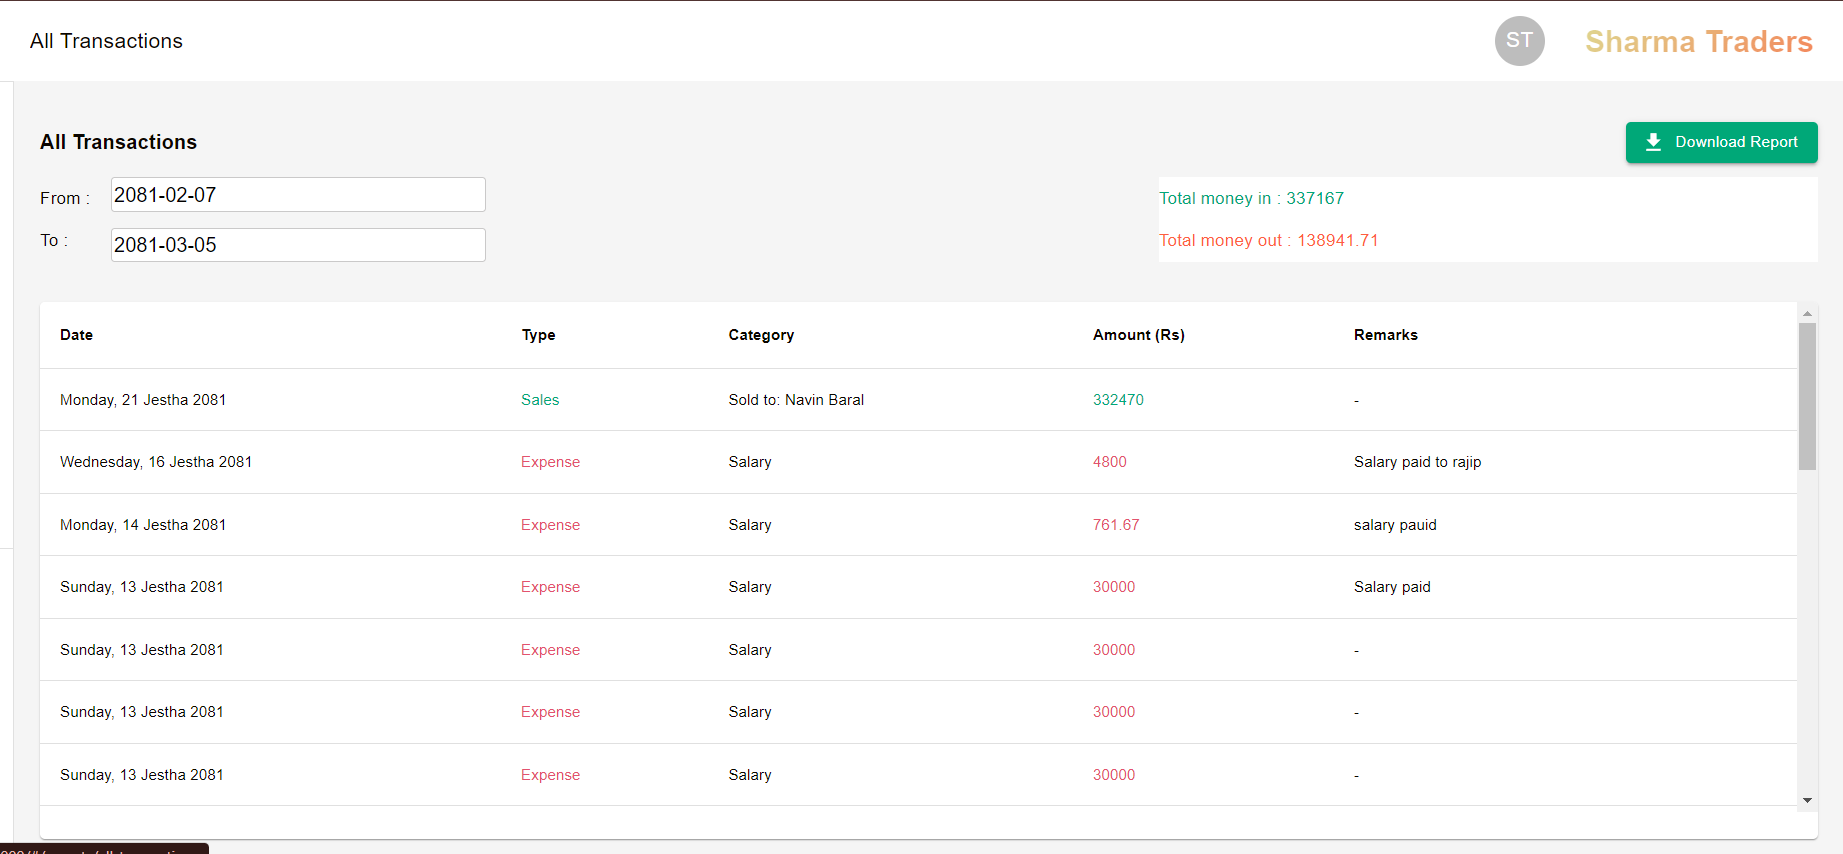 All Transactions
ST
Sharma Traders
All Transactions
Download Report
From :
2081-02-07
Total money in : 337167
To :
2081-03-05
Total money out : 138941.71
Date Type Category Amount (Rs) Remarks
Monday, 21 Jestha 2081 Sales Sold to: Navin Baral 332470 -
Wednesday, 16 Jestha 2081 Expense Salary 4800 Salary paid to rajip
Monday, 14 Jestha 2081 Expense Salary 761.67 salary pauid
Sunday, 13 Jestha 2081 Expense Salary 30000 Salary paid
Sunday, 13 Jestha 2081 Expense Salary 30000 -
Sunday, 13 Jestha 2081 Expense Salary 30000 -
Sunday, 13 Jestha 2081 Expense Salary 30000 -